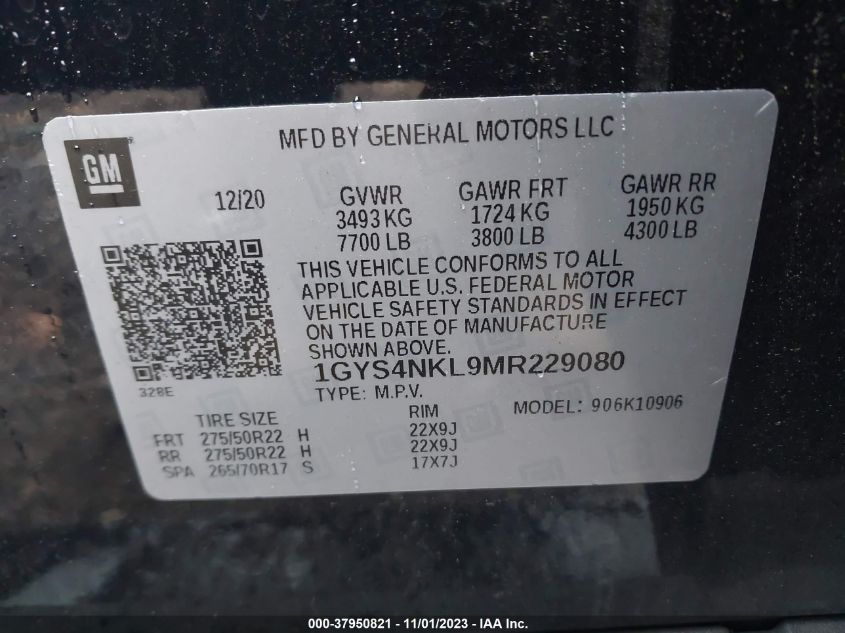 MFD BY GENERAL MOTORS LLC
GM
12/20 GVWR GAWR FRT GAWR RR
3493 KG 1724 KG 1950 KG
7700 LB 3800 LB 4300 LB
THIS VEHICLE CONFORMS TO ALL
APPLICABLE U.S. FEDERAL MOTOR
VEHICLE SAFETY STANDARDS IN EFFECT
ON THE DATE OF MANUFACTURE
SHOWN ABOVE.
1GYS4NKL9MR229080
328E
TYPE: M.P.V. MODEL: 906K10906
TIRE SIZE RIM
FRT 275/50R22 H 22X9J
RR 275/50R22 H 22X9J
SPA 265/70R17 S 17X7J
000-37950821 - 11/01/2023 - IAA Inc.